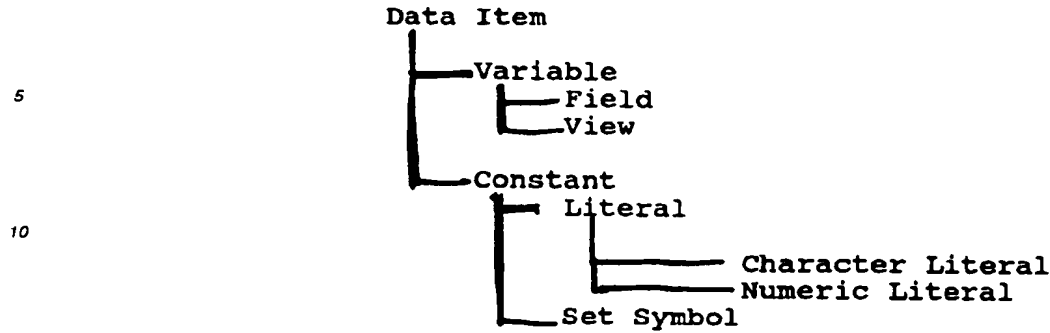 Data Item
Variable
5
Field
View
Constant
Literal
10
Character Literal
Numeric Literal
Set Symbol